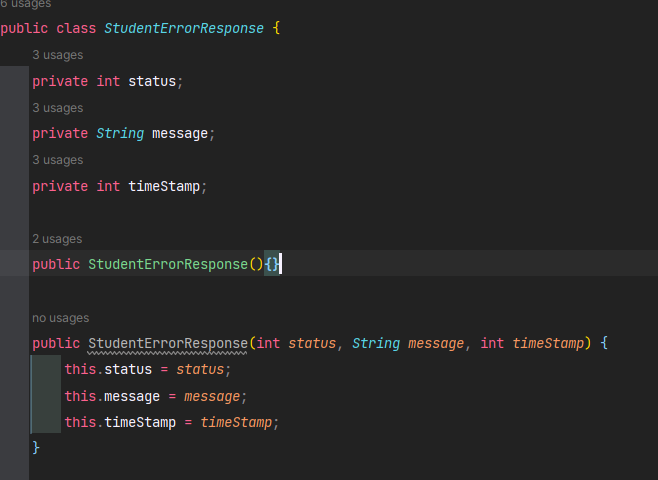 6 usages
public class StudentErrorResponse {
3 usages
private int status;
3 usages
private String message;
3 usages
private int timeStamp;
2 usages
public StudentErrorResponse(){}
no usages
public StudentErrorResponse(int status, String message, int timeStamp) {
this.status = status;
this.message = message;
this.timeStamp = timeStamp;
}